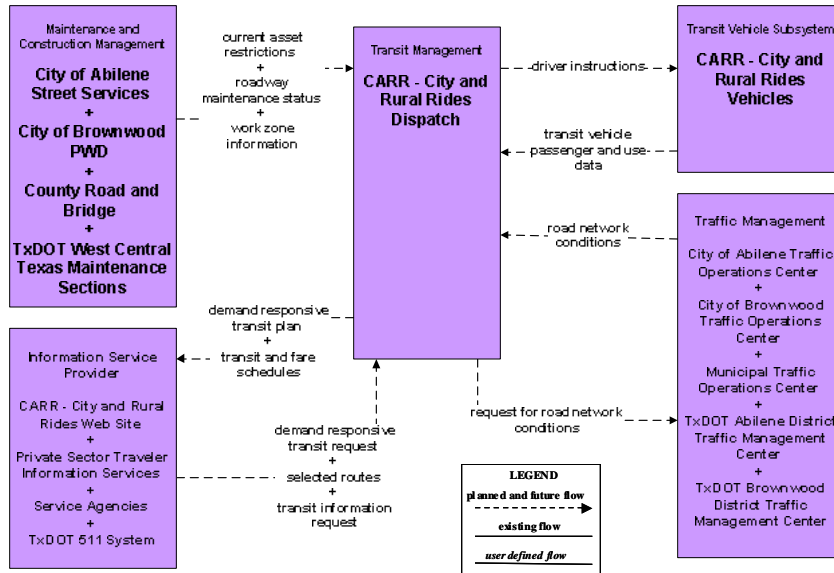 Maintenance and
Construction Management
City of Abilene
Street Services
+
City of Brownwood
PWD
+
County Road and
Bridge
+
TxDOT West Central
Texas Maintenance
Sections
current asset
restrictions
+
roadway
maintenance status
+
work zone
information
Transit Management
CARR - City and
Rural Rides
Dispatch
driver instructions
transit vehicle
passenger and use
data
Transit Vehicle Subsystem
CARR - City and
Rural Rides
Vehicles
road network
conditions
Traffic Management
City of Abilene Traffic
Operations Center
+
City of Brownwood
Traffic Operations
Center
+
Municipal Traffic
Operations Center
+
TxDOT Abilene District
Traffic Management
Center
+
TxDOT Brownwood
District Traffic
Management Center
demand responsive
transit plan
+
transit and fare
schedules
Information Service
Provider
CARR - City and Rural
Rides Web Site
+
Private Sector Traveler
Information Services
+
Service Agencies
+
TxDOT 511 System
demand responsive
transit request
+
selected routes
+
transit information
request
request for road network
conditions
LEGEND
planned and future flow
existing flow
user defined flow